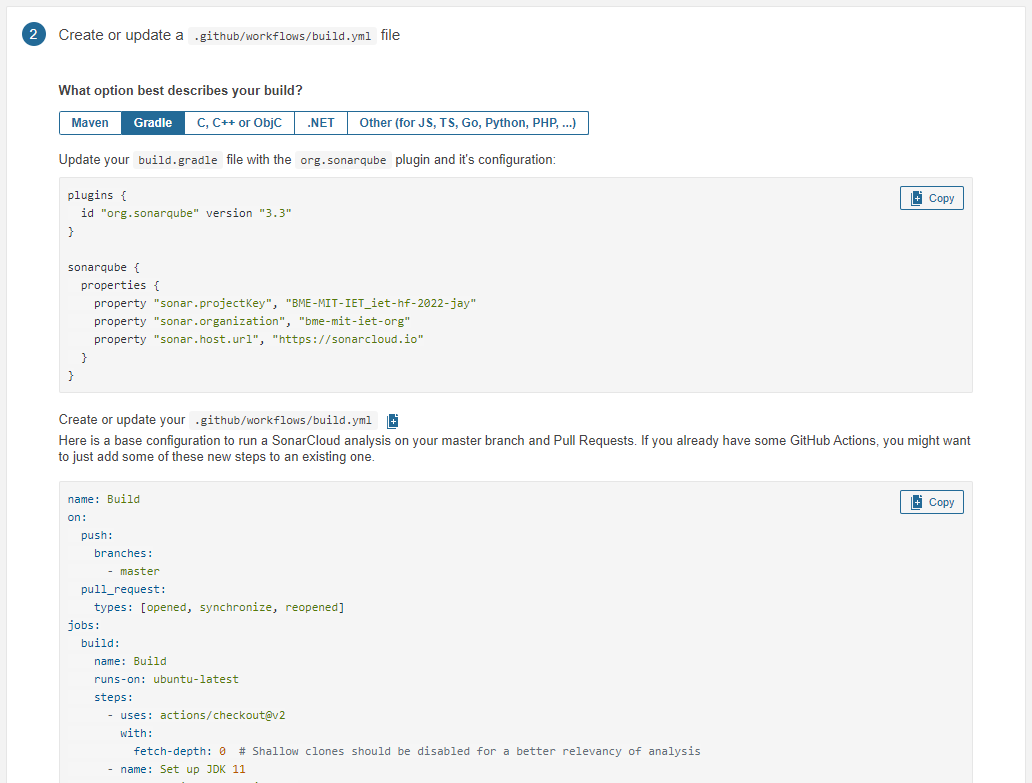 2 Create or update a .github/workflows/build.yml file
What option best describes your build?
Maven Gradle C, C++ or ObjC .NET Other (for JS, TS, Go, Python, PHP, ...)
Update your build.gradle file with the org.sonarqube plugin and it's configuration:
Copy
plugins {
  id "org.sonarqube" version "3.3"
}

sonarqube {
  properties {
    property "sonar.projectKey", "BME-MIT-IET_iet-hf-2022-jay"
    property "sonar.organization", "bme-mit-iet-org"
    property "sonar.host.url", "https://sonarcloud.io"
  }
}
Create or update your .github/workflows/build.yml
Here is a base configuration to run a SonarCloud analysis on your master branch and Pull Requests. If you already have some GitHub Actions, you might want
to just add some of these new steps to an existing one.
Copy
name: Build
on:
  push:
    branches:
      - master
  pull_request:
    types: [opened, synchronize, reopened]
jobs:
  build:
    name: Build
    runs-on: ubuntu-latest
    steps:
      - uses: actions/checkout@v2
        with:
          fetch-depth: 0  # Shallow clones should be disabled for a better relevancy of analysis
      - name: Set up JDK 11